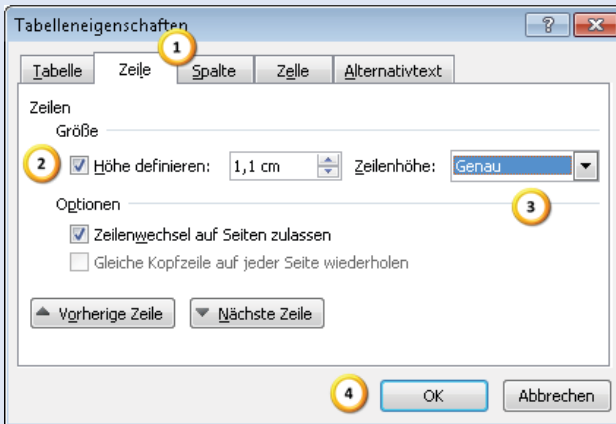 Tabelleneigenschaften
1
Tabelle Zeile Spalte Zelle Alternativtext
Zeilen
Größe
2 Höhe definieren: 1,1 cm Zeilenhöhe: Genau
3
Optionen
Zeilenwechsel auf Seiten zulassen
Gleiche Kopfzeile auf jeder Seite wiederholen
Vorherige Zeile Nächste Zeile
4 OK Abbrechen